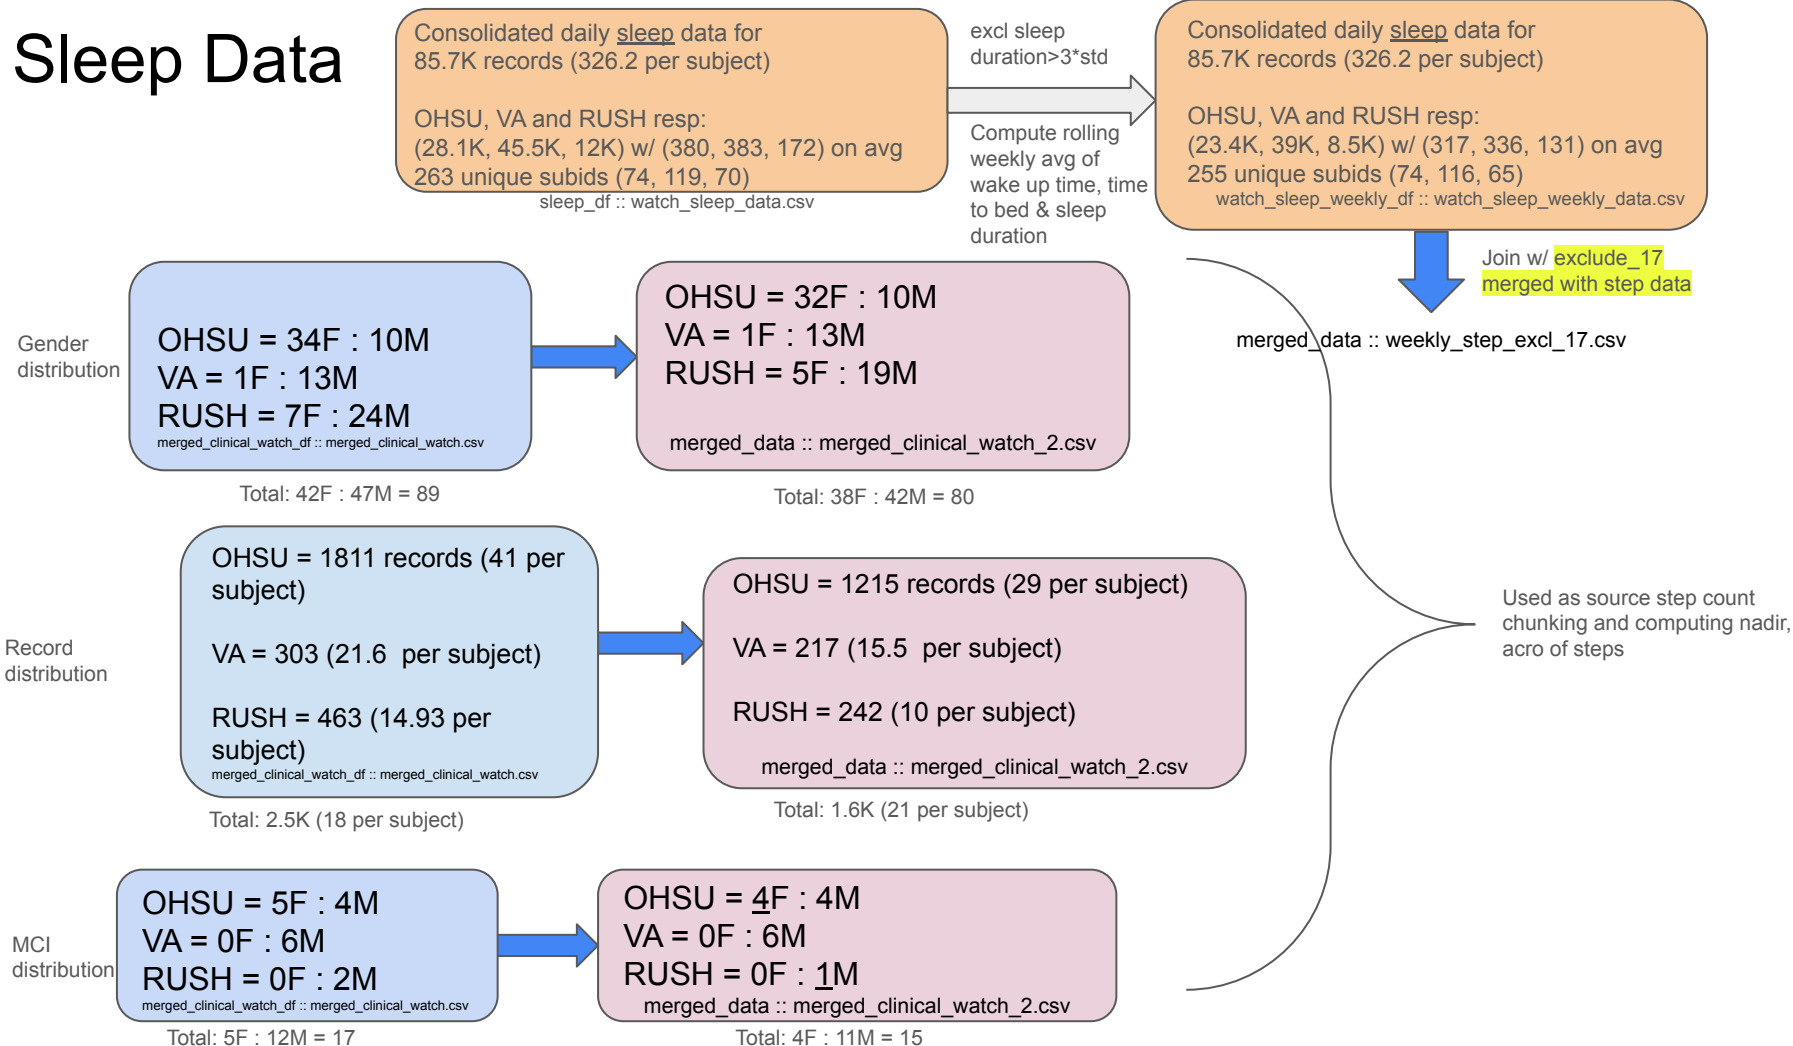 Sleep Data
Consolidated daily sleep data for
85.7K records (326.2 per subject)
OHSU, VA and RUSH resp:
(28.1K, 45.5K, 12K) w/ (380, 383, 172) on avg
263 unique subids (74, 119, 70)
sleep_df :: watch_sleep_data.csv
excl sleep
duration>3*std
Compute rolling
weekly avg of
wake up time, time
to bed & sleep
duration
Consolidated daily sleep data for
85.7K records (326.2 per subject)
OHSU, VA and RUSH resp:
(23.4K, 39K, 8.5K) w/ (317, 336, 131) on avg
255 unique subids (74, 116, 65)
watch_sleep_weekly_df :: watch_sleep_weekly_data.csv
Join w/ exclude_17
merged with step data
merged_data :: weekly_step_excl_17.csv
Gender
distribution
OHSU = 34F : 10M
VA = 1F : 13M
RUSH = 7F : 24M
merged_clinical_watch_df :: merged_clinical_watch.csv
Total: 42F : 47M = 89
OHSU = 32F : 10M
VA = 1F : 13M
RUSH = 5F : 19M
merged_data :: merged_clinical_watch_2.csv
Total: 38F : 42M = 80
Record
distribution
OHSU = 1811 records (41 per
subject)
VA = 303 (21.6 per subject)
RUSH = 463 (14.93 per
subject)
merged_clinical_watch_df :: merged_clinical_watch.csv
Total: 2.5K (18 per subject)
OHSU = 1215 records (29 per subject)
VA = 217 (15.5 per subject)
RUSH = 242 (10 per subject)
merged_data :: merged_clinical_watch_2.csv
Total: 1.6K (21 per subject)
Used as source step count
chunking and computing nadir,
acro of steps
MCI
distribution
OHSU = 5F : 4M
VA = 0F : 6M
RUSH = 0F : 2M
merged_clinical_watch_df :: merged_clinical_watch.csv
Total: 5F : 12M = 17
OHSU = 4F : 4M
VA = 0F : 6M
RUSH = 0F : 1M
merged_data :: merged_clinical_watch_2.csv
Total: 4F : 11M = 15